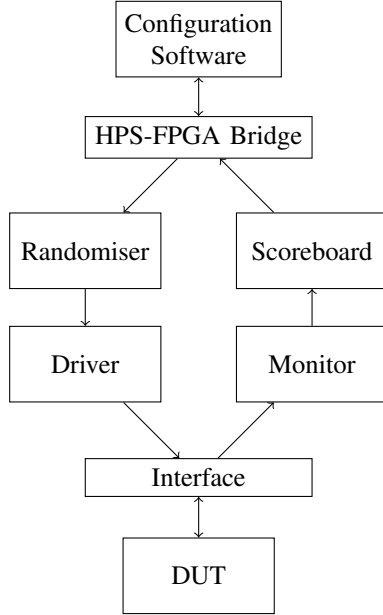 Configuration
Software
HPS-FPGA Bridge
Randomiser
Scoreboard
Driver
Monitor
Interface
DUT